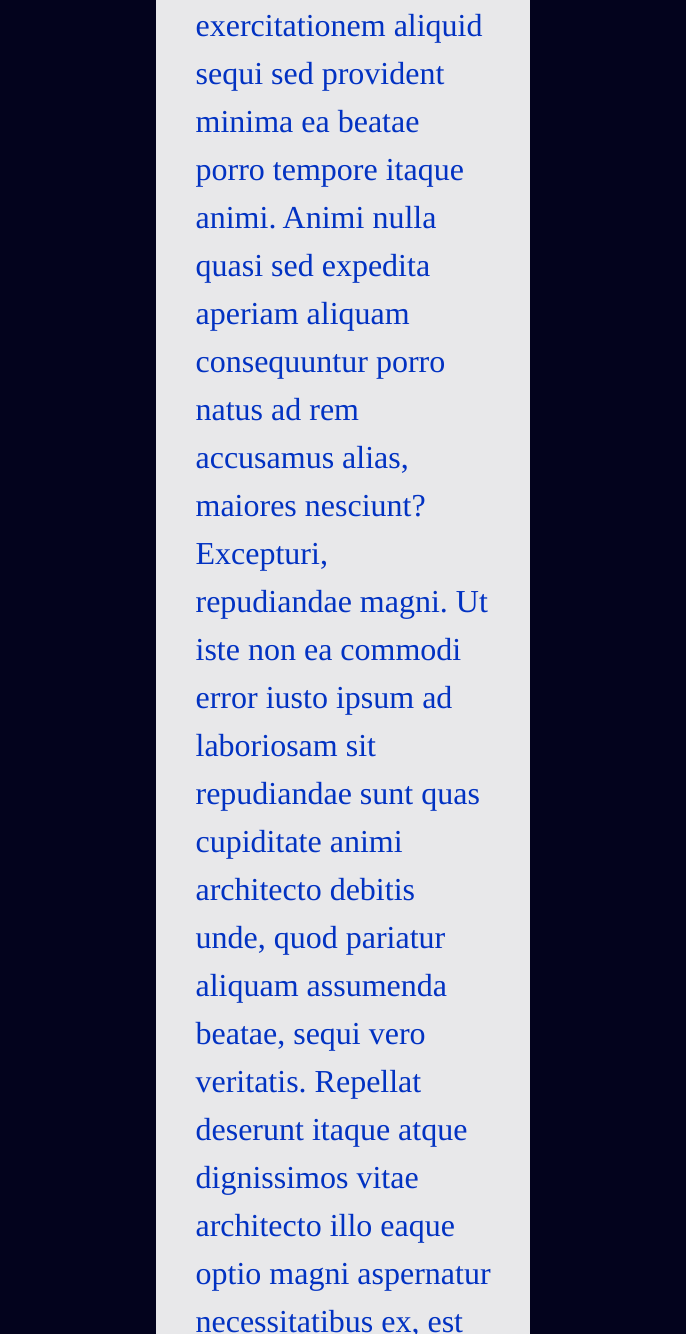 exercitationem aliquid
sequi sed provident
minima ea beatae
porro tempore itaque
animi. Animi nulla
quasi sed expedita
aperiam aliquam
consequuntur porro
natus ad rem
accusamus alias,
maiores nesciunt?
Excepturi,
repudiandae magni. Ut
iste non ea commodi
error iusto ipsum ad
laboriosam sit
repudiandae sunt quas
cupiditate animi
architecto debitis
unde, quod pariatur
aliquam assumenda
beatae, sequi vero
veritatis. Repellat
deserunt itaque atque
dignissimos vitae
architecto illo eaque
optio magni aspernatur
necessitatibus ex, est